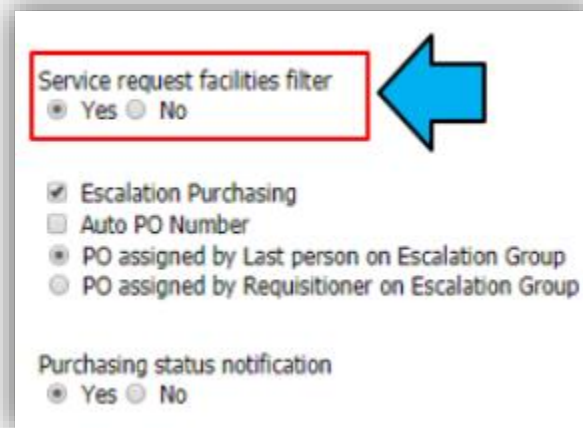 Service request facilities filter
Yes No
Escalation Purchasing
Auto PO Number
PO assigned by Last person on Escalation Group
PO assigned by Requisitioner on Escalation Group
Purchasing status notification
Yes No